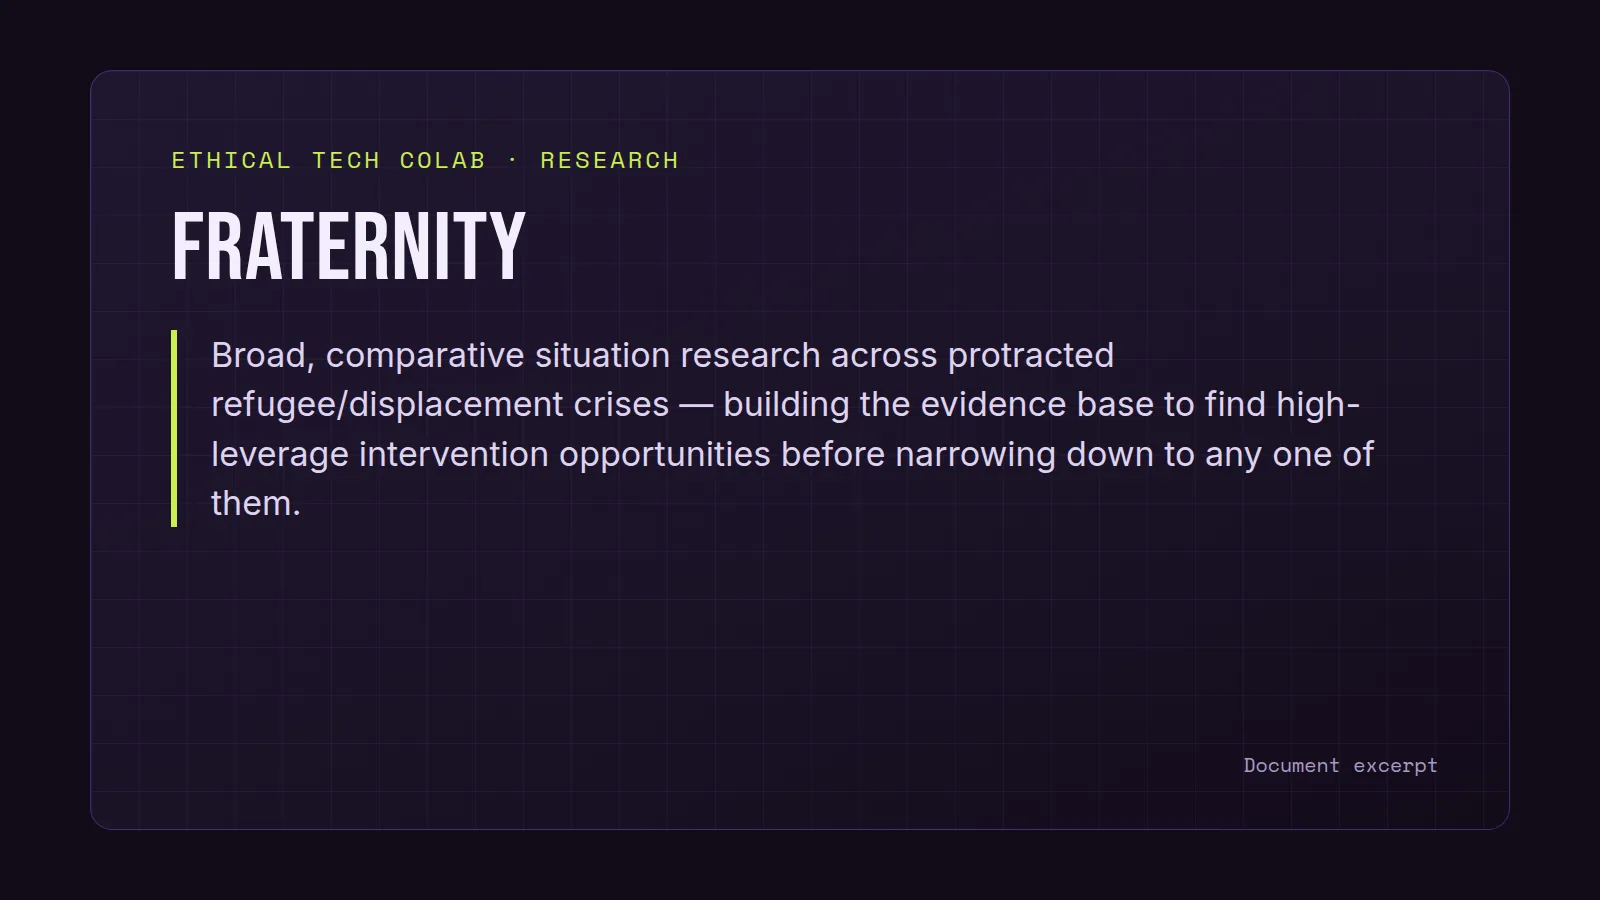 ETHICAL TECH COLAB · RESEARCH
FRATERNITY
Broad, comparative situation research across protracted
refugee/displacement crises — building the evidence base to find high-
leverage intervention opportunities before narrowing down to any one of
them.
Document excerpt